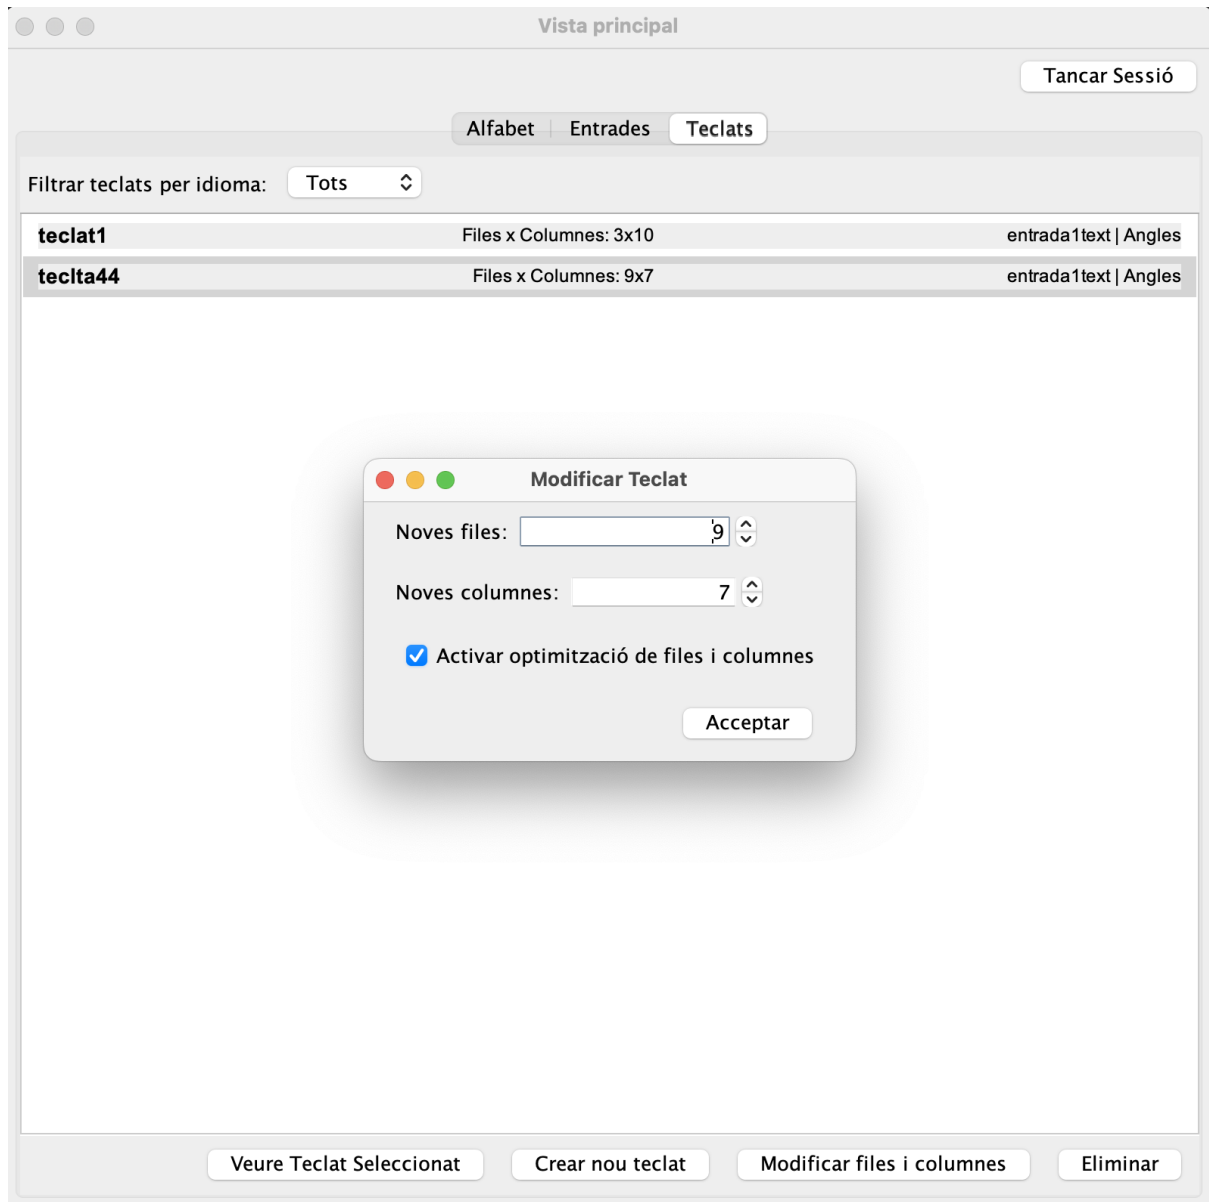 Vista principal
Tancar Sessió
Alfabet Entrades Teclats
Filtrar teclats per idioma: Tots
teclat1 Files x Columnes: 3x10 entrada1text | Angles
teclta44 Files x Columnes: 9x7 entrada1text | Angles
Modificar Teclat
Noves files: 9
Noves columnes: 7
Activar optimització de files i columnes
Acceptar
Veure Teclat Seleccionat Crear nou teclat Modificar files i columnes Eliminar